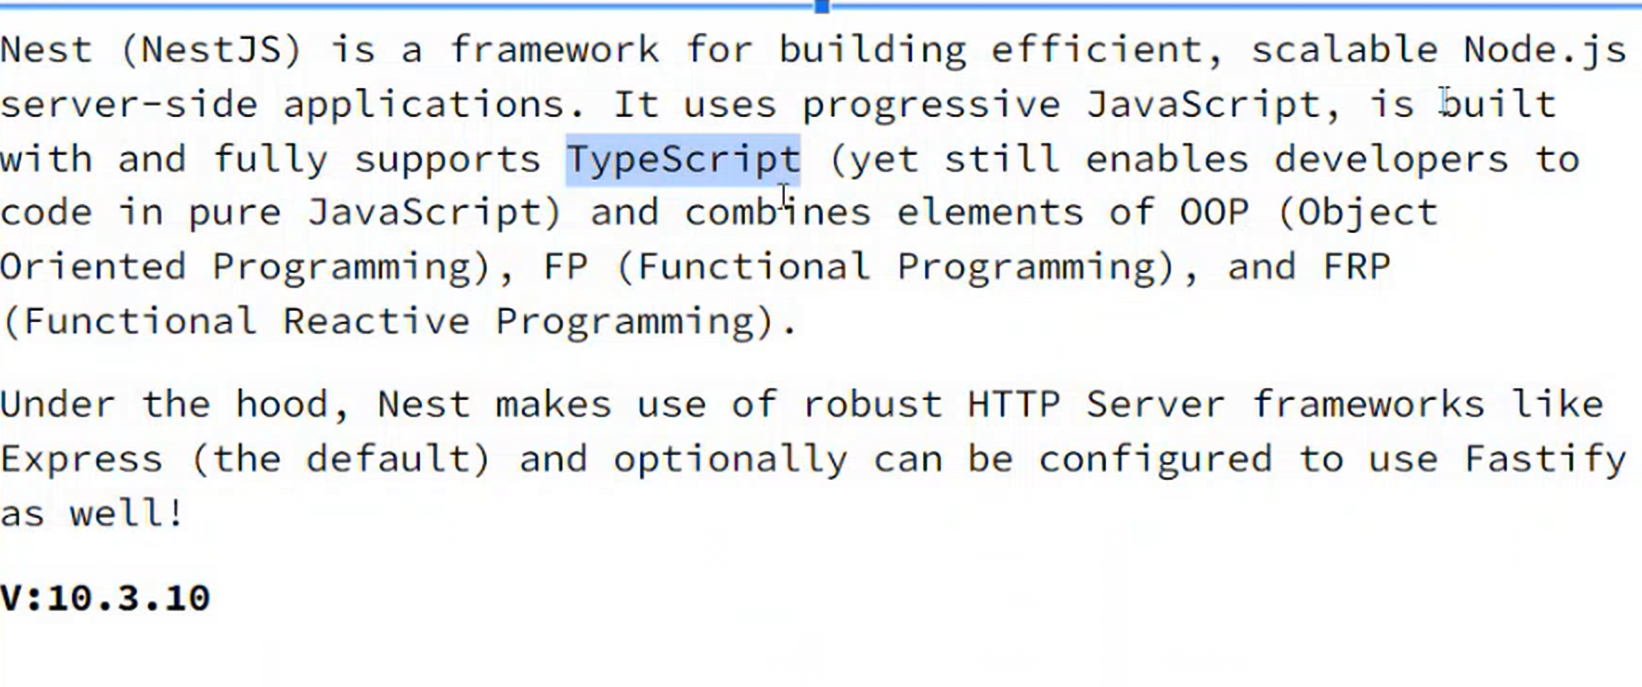 Nest (NestJS) is a framework for building efficient, scalable Node.js
server-side applications. It uses progressive JavaScript, is built
with and fully supports TypeScript (yet still enables developers to
code in pure JavaScript) and combines elements of OOP (Object
Oriented Programming), FP (Functional Programming), and FRP
(Functional Reactive Programming).
Under the hood, Nest makes use of robust HTTP Server frameworks like
Express (the default) and optionally can be configured to use Fastify
as well!
V:10.3.10